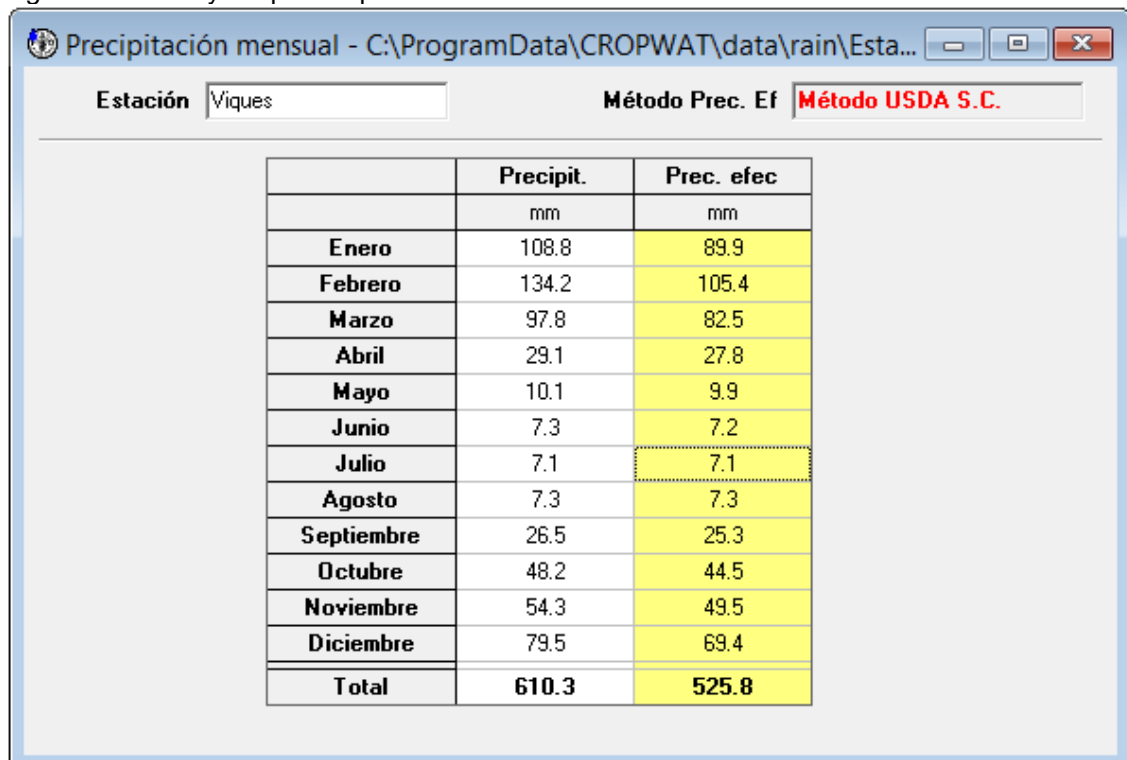 Precipitación mensual - C:\ProgramData\CROPWAT\data\rain\Esta...
Estación Viques Método Prec. Ef Método USDA S.C.
Precipit. Prec. efec
mm mm
Enero 108.8 89.9
Febrero 134.2 105.4
Marzo 97.8 82.5
Abril 29.1 27.8
Mayo 10.1 9.9
Junio 7.3 7.2
Julio 7.1 7.1
Agosto 7.3 7.3
Septiembre 26.5 25.3
Octubre 48.2 44.5
Noviembre 54.3 49.5
Diciembre 79.5 69.4
Total 610.3 525.8